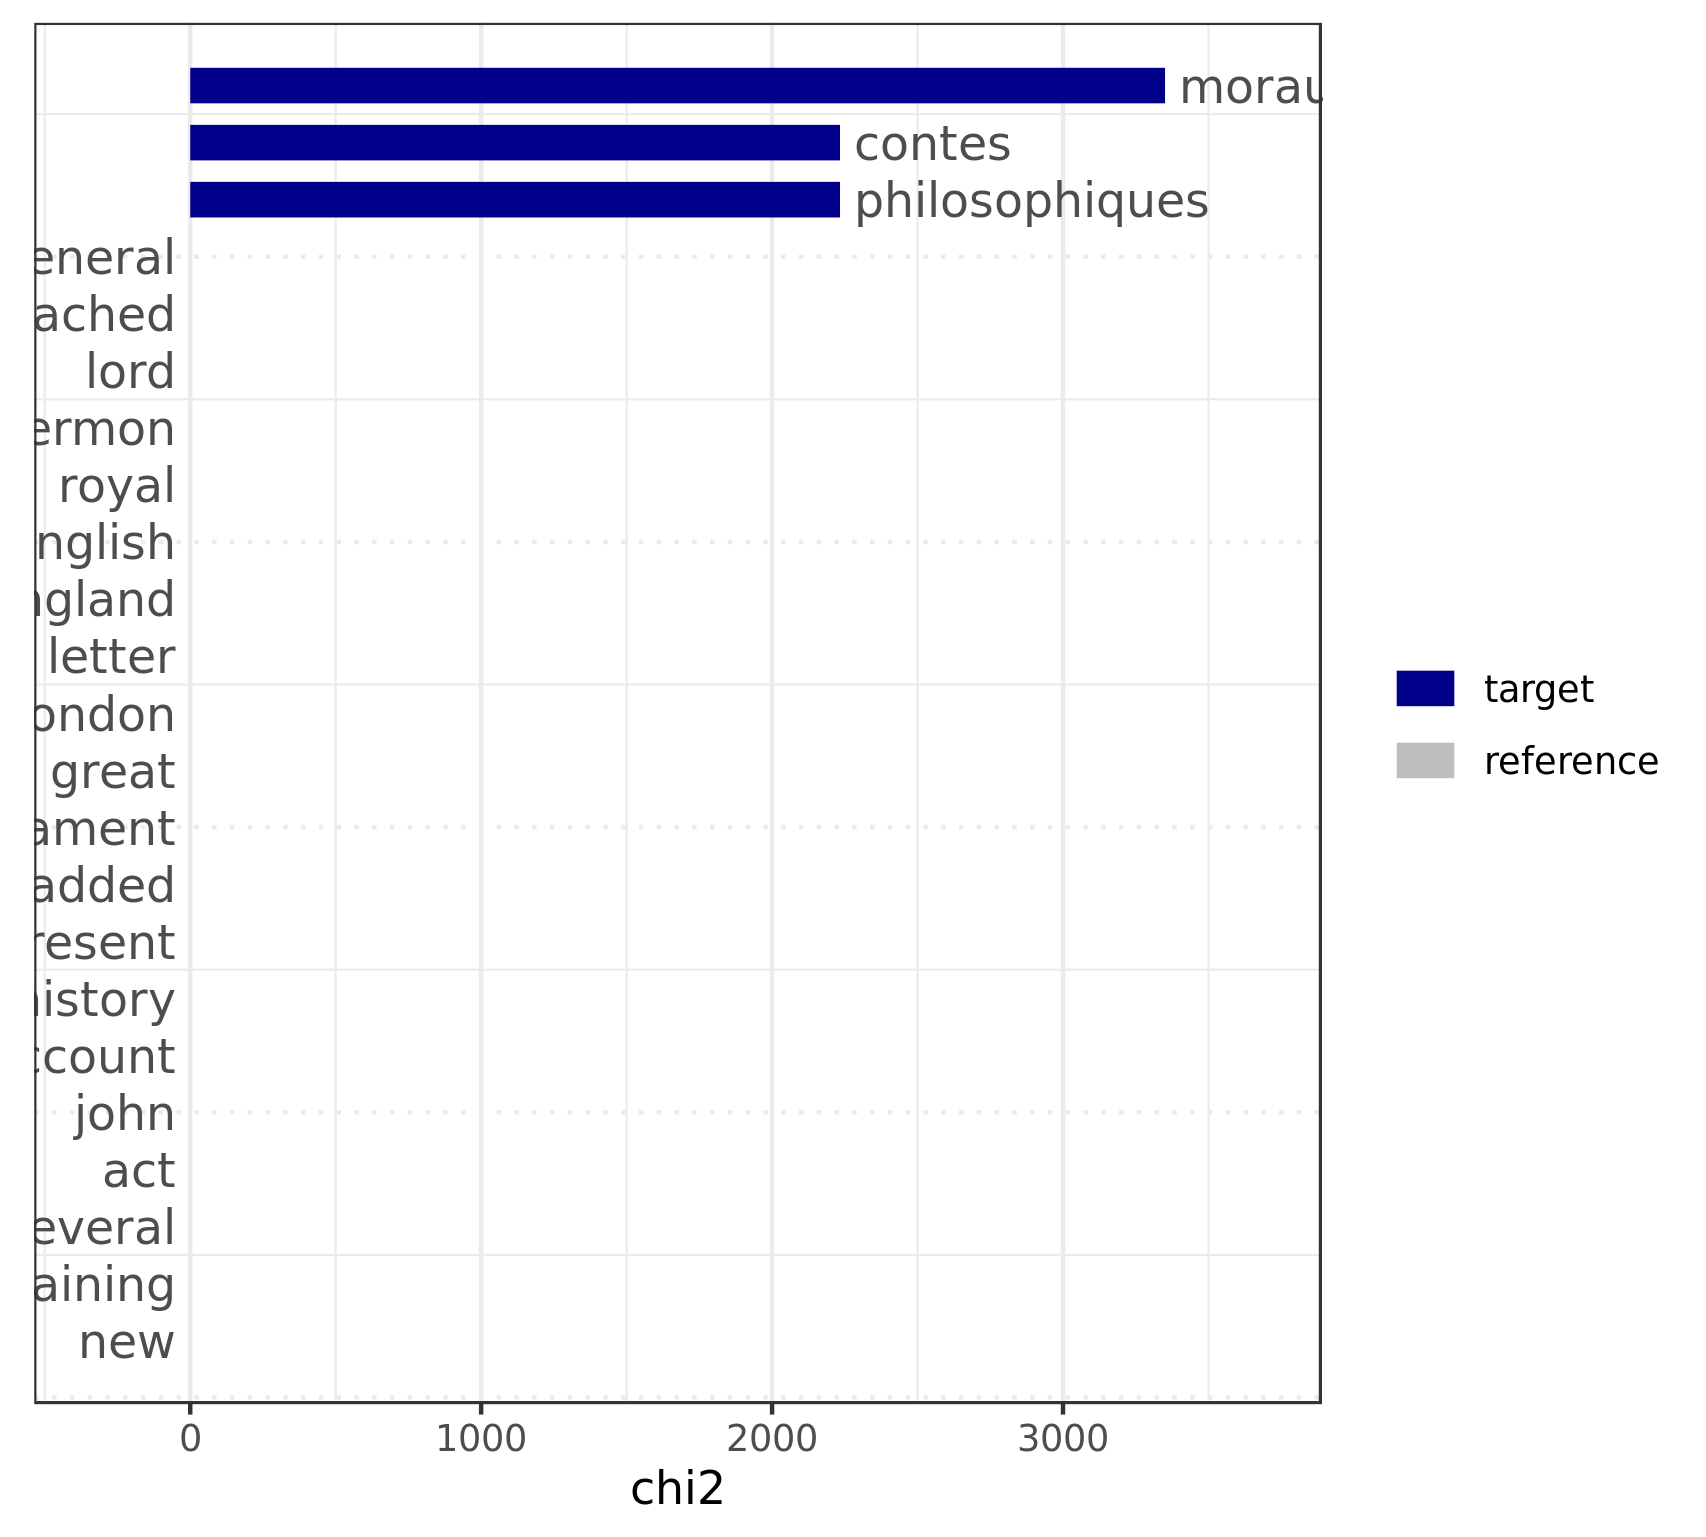 morau
contes
philosophiques
eneral
ached
lord
ermon
royal
nglish
ngland
letter
ondon
great
ament
added
resent
history
ccount
john
act
everal
aining
new
target
reference
0 1000 2000 3000
chi2